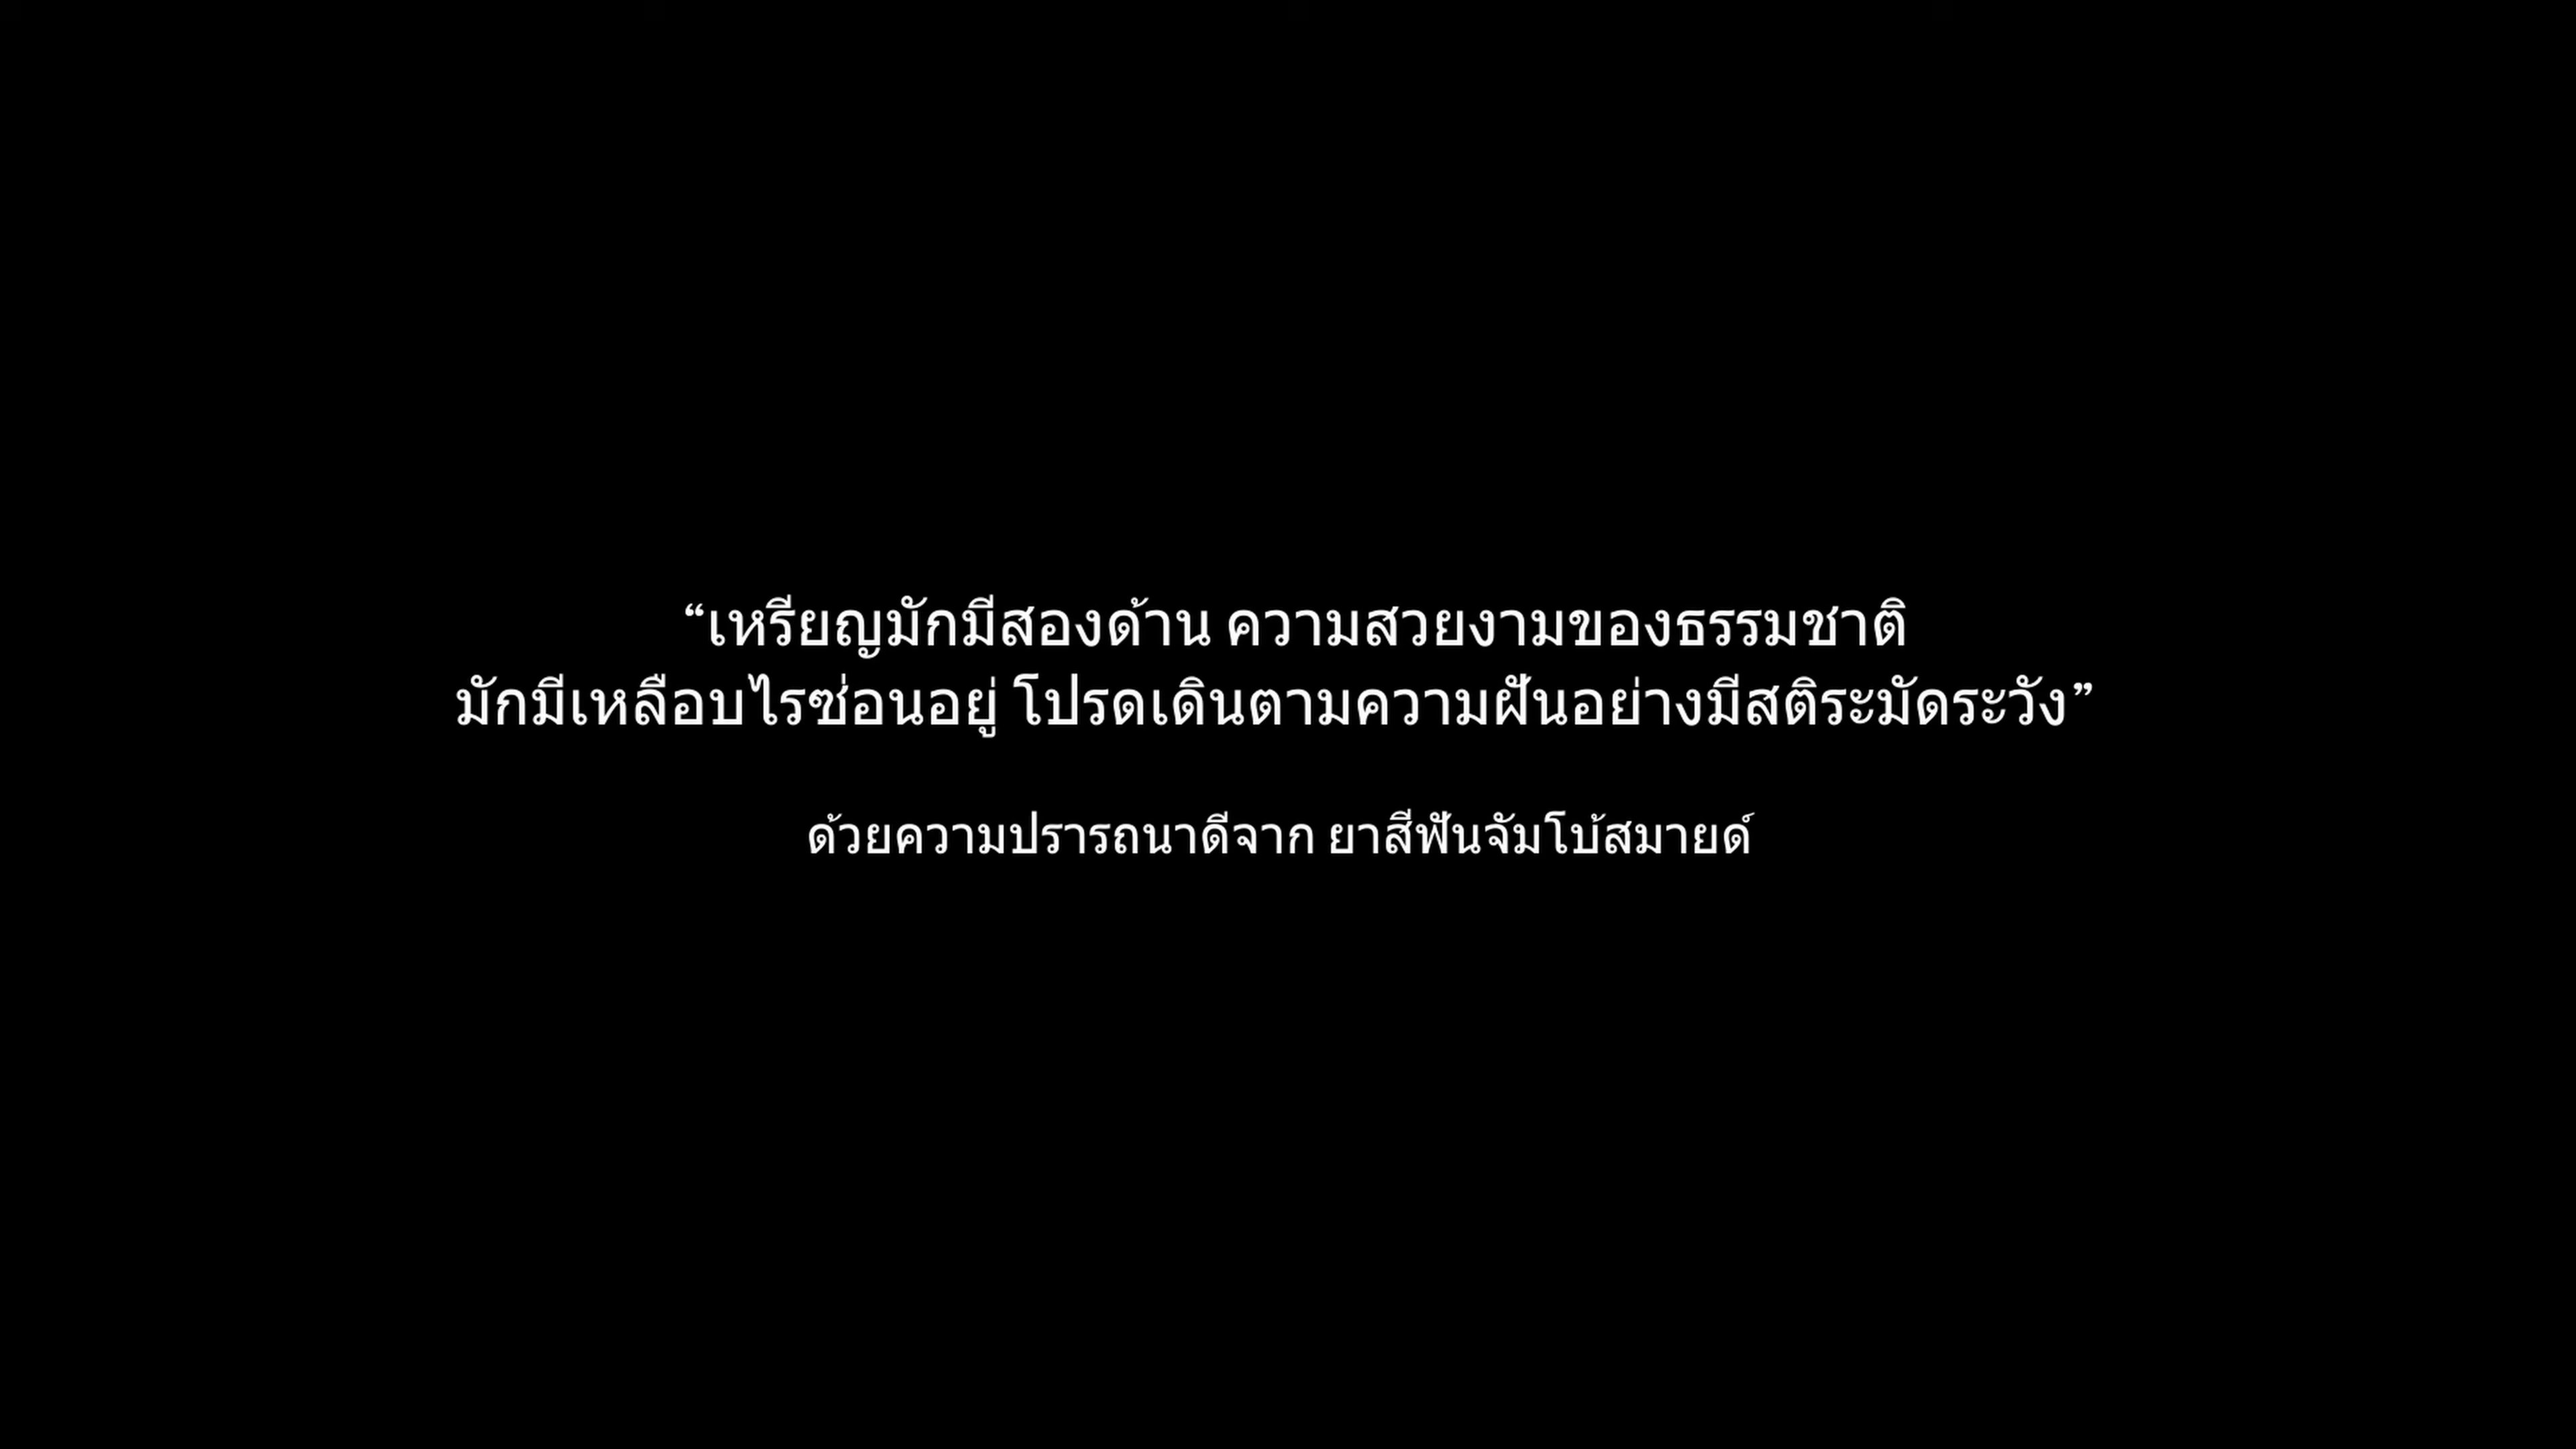 “เหรียญมักมีสองด้าน ความสวยงามของธรรมชาติ
มักมีเหลือบไรซ่อนอยู่ โปรดเดินตามความฝันอย่างมีสติระมัดระวัง”
ด้วยความปรารถนาดีจาก ยาสีฟันจัมโบ้สมายด์